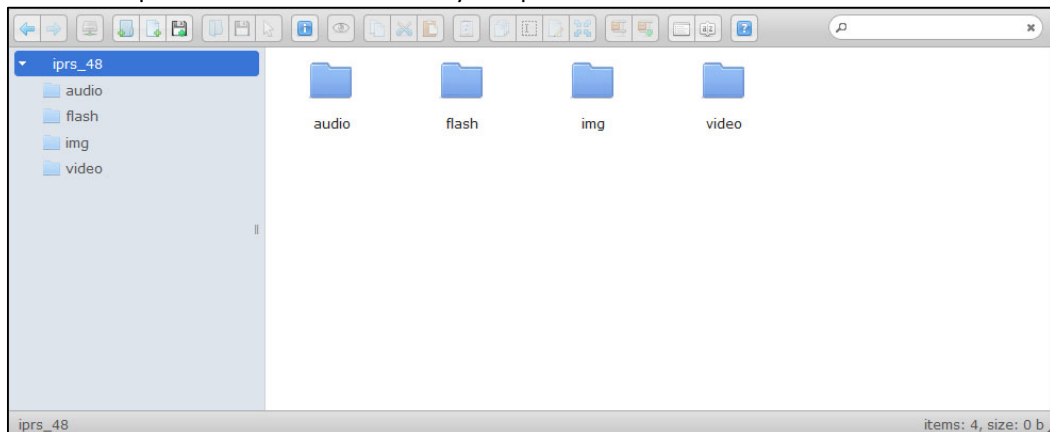 iprs_48
audio
flash
img
video
audio flash img video
iprs_48 items: 4, size: 0 b